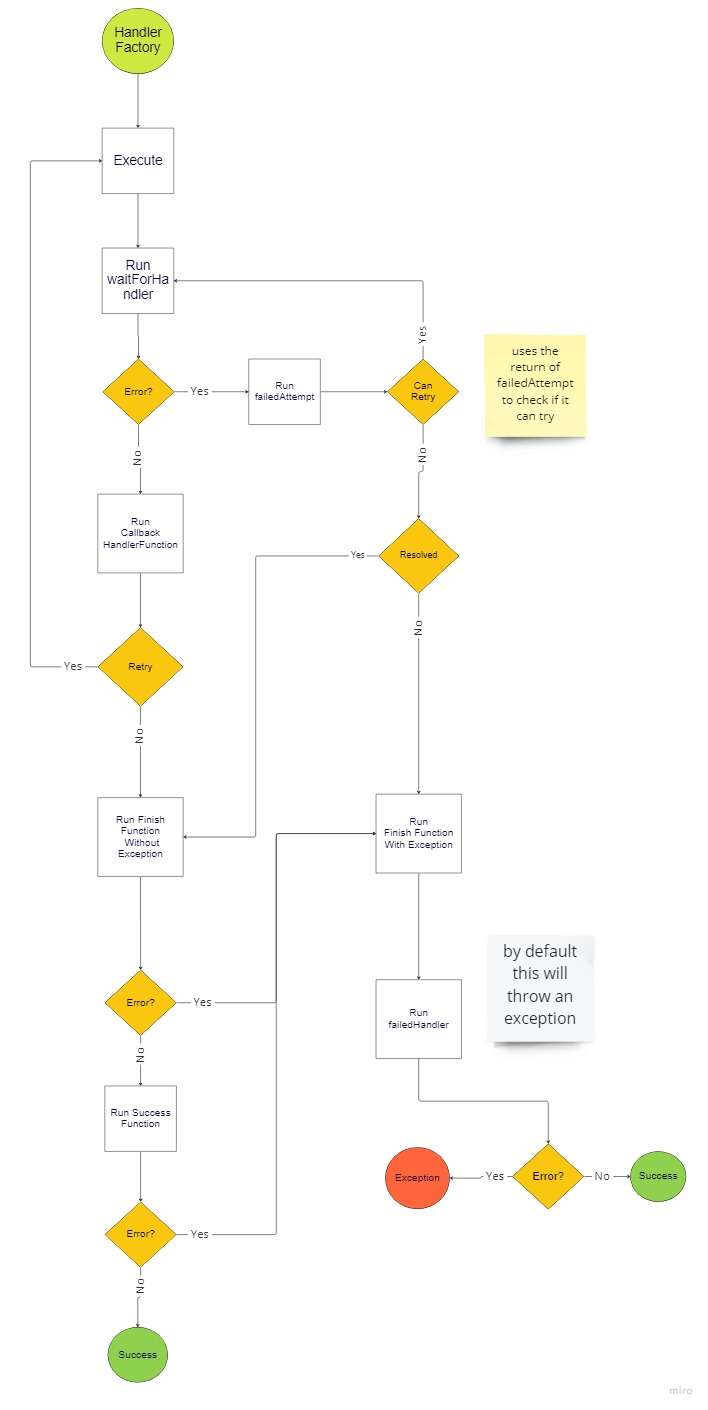 Handler
Factory
Execute
Run
waitForHa
ndler
Yes
uses the
return of
failedAttempt
to check if it
can try
Error?
Yes
Run
failedAttempt
Can
Retry
No
No
Run
Callback
HandlerFunction
Yes
Resolved
No
Yes
Retry
No
Run Finish
Function
Without
Exception
Run
Finish Function
With Exception
by default
this will
throw an
exception
Error?
Yes
Run
failedHandler
No
Run Success
Function
Exception
Yes
Error?
No
Success
Error?
Yes
No
Success
miro